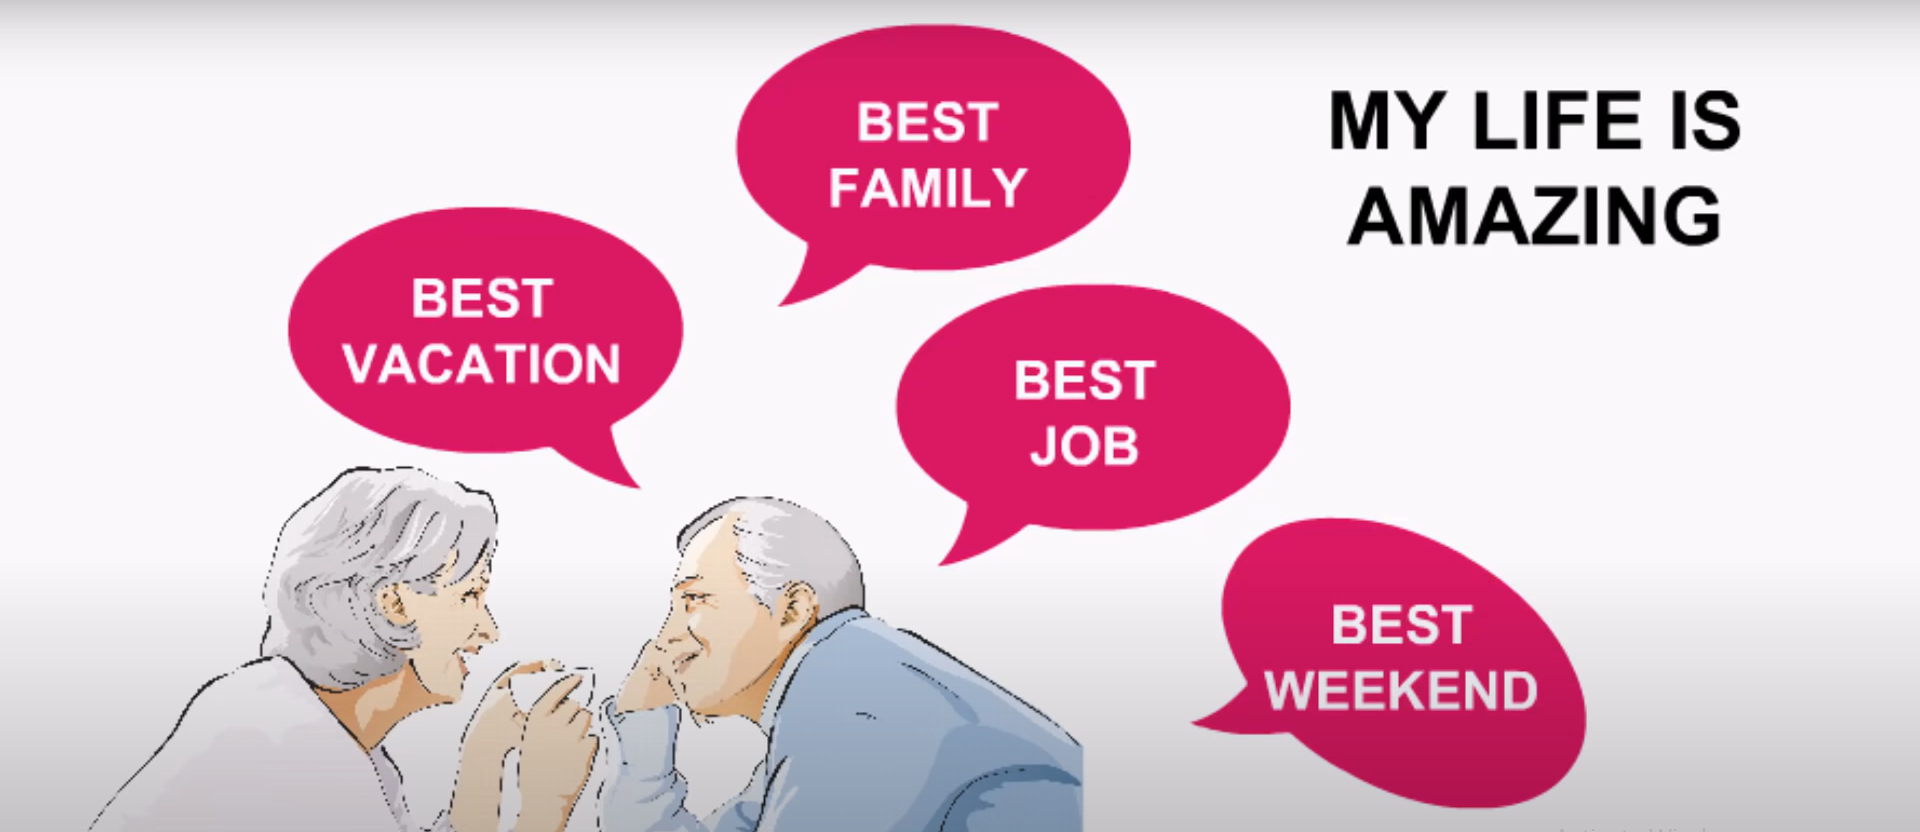 BEST
FAMILY
MY LIFE IS
AMAZING
BEST
VACATION
BEST
JOB
BEST
WEEKEND